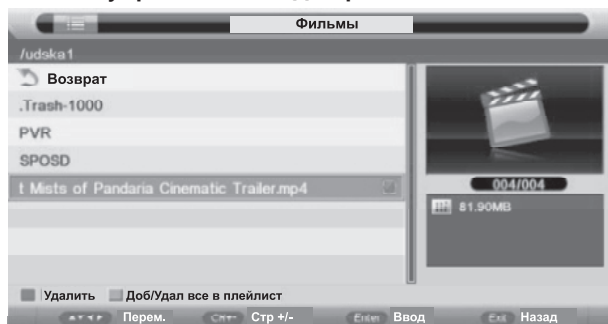 Фильмы
/udska1
Возврат
.Trash-1000
PVR
SPOSD
t Mists of Pandaria Cinematic Trailer.mp4
004/004
81.90MB
Удалить Доб/Удал все в плейлист
Перем. CH+- Стр +/- Enter Ввод Exit Назад